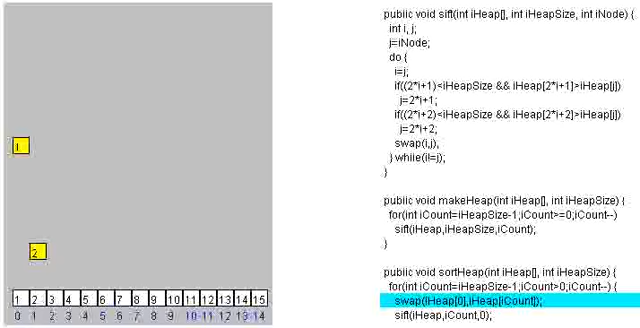 1
2
1 2 3 4 5 6 7 8 9 10 11 12 13 14 15
0 1 2 3 4 5 6 7 8 9 10 11 12 13 14
public void sift(int iHeap[], int iHeapSize, int iNode) {
int i, j;
j=iNode;
do {
i=j;
if((2*i+1)<iHeapSize && iHeap[2*i+1]>iHeap[j])
j=2*i+1;
if((2*i+2)<iHeapSize && iHeap[2*i+2]>iHeap[j])
j=2*i+2;
swap(i,j);
} while(i!=j);
}
public void makeHeap(int iHeap[], int iHeapSize) {
for(int iCount=iHeapSize-1;iCount>=0;iCount--)
sift(iHeap,iHeapSize,iCount);
}
public void sortHeap(int iHeap[], int iHeapSize) {
for(int iCount=iHeapSize-1;iCount>0;iCount--) {
swap(iHeap[0],iHeap[iCount]);
sift(iHeap,iCount,0);